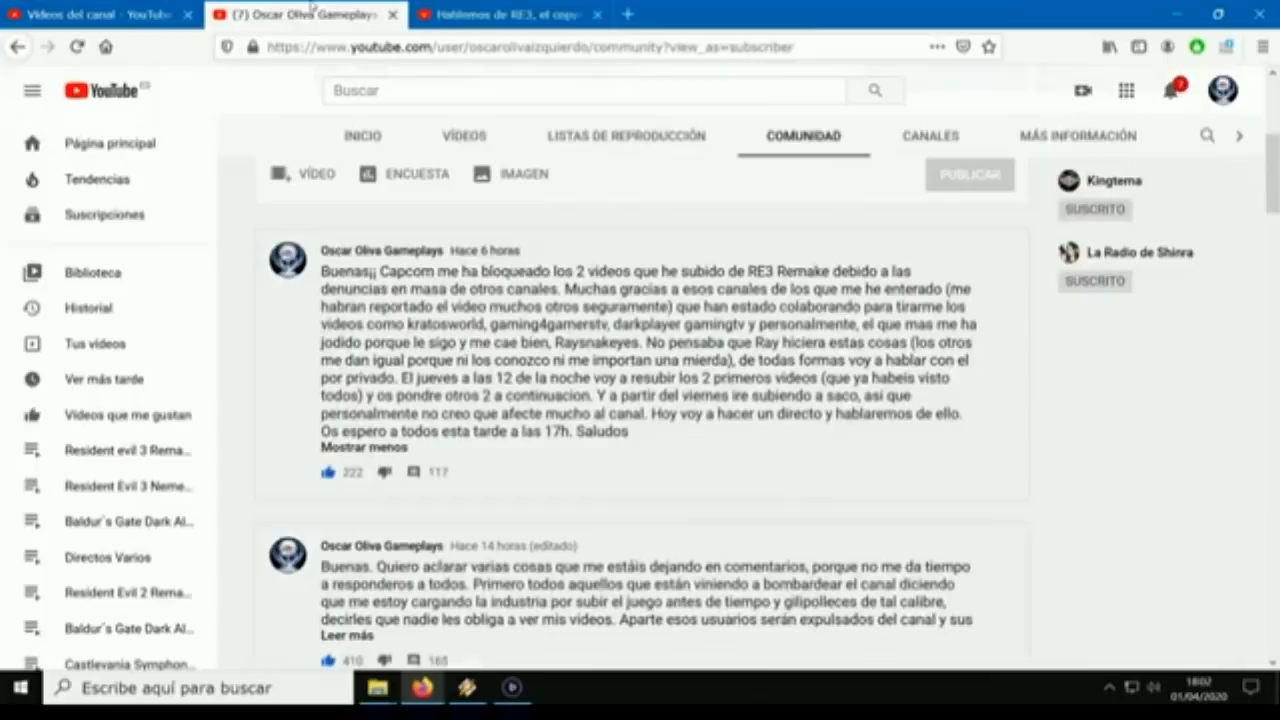 Vídeos del canal - YouTube
(7) Oscar Oliva Gameplays
Hablemos de RE3, el copy
https://www.youtube.com/user/oscarolivaizquierdo/community?view_as=subscriber
YouTube ES
Buscar
7
Página principal
Tendencias
Suscripciones
Biblioteca
Historial
Tus vídeos
Ver más tarde
Vídeos que me gustan
Resident evil 3 Rema...
Resident Evil 3 Neme...
Baldur´s Gate Dark Al...
Directos Varios
Resident Evil 2 Rema...
Baldur´s Gate Dark Al...
Castlevania Symphon...
INICIO VÍDEOS LISTAS DE REPRODUCCIÓN COMUNIDAD CANALES MÁS INFORMACIÓN
VÍDEO ENCUESTA IMAGEN PUBLICAR
Oscar Oliva Gameplays Hace 6 horas
Buenas¡¡ Capcom me ha bloqueado los 2 videos que he subido de RE3 Remake debido a las
denuncias en masa de otros canales. Muchas gracias a esos canales de los que me he enterado (me
habran reportado el video muchos otros seguramente) que han estado colaborando para tirarme los
videos como kratosworld, gaming4gamerstv, darkplayer gamingtv y personalmente, el que mas me ha
jodido porque le sigo y me cae bien, Raysnakeyes. No pensaba que Ray hiciera estas cosas (los otros
me dan igual porque ni los conozco ni me importan una mierda), de todas formas voy a hablar con el
por privado. El jueves a las 12 de la noche voy a resubir los 2 primeros videos (que ya habeis visto
todos) y os pondre otros 2 a continuacion. Y a partir del viernes ire subiendo a saco, asi que
personalmente no creo que afecte mucho al canal. Hoy voy a hacer un directo y hablaremos de ello.
Os espero a todos esta tarde a las 17h. Saludos
Mostrar menos
222 117
Oscar Oliva Gameplays Hace 14 horas (editado)
Buenas. Quiero aclarar varias cosas que me estáis dejando en comentarios, porque no me da tiempo
a responderos a todos. Primero todos aquellos que están viniendo a bombardear el canal diciendo
que me estoy cargando la industria por subir el juego antes de tiempo y gilipolleces de tal calibre,
decirles que nadie les obliga a ver mis videos. Aparte esos usuarios serán expulsados del canal y sus
Leer más
410 165
Kingtema
SUSCRITO
La Radio de Shinra
SUSCRITO
Escribe aquí para buscar
18:02
01/04/2020